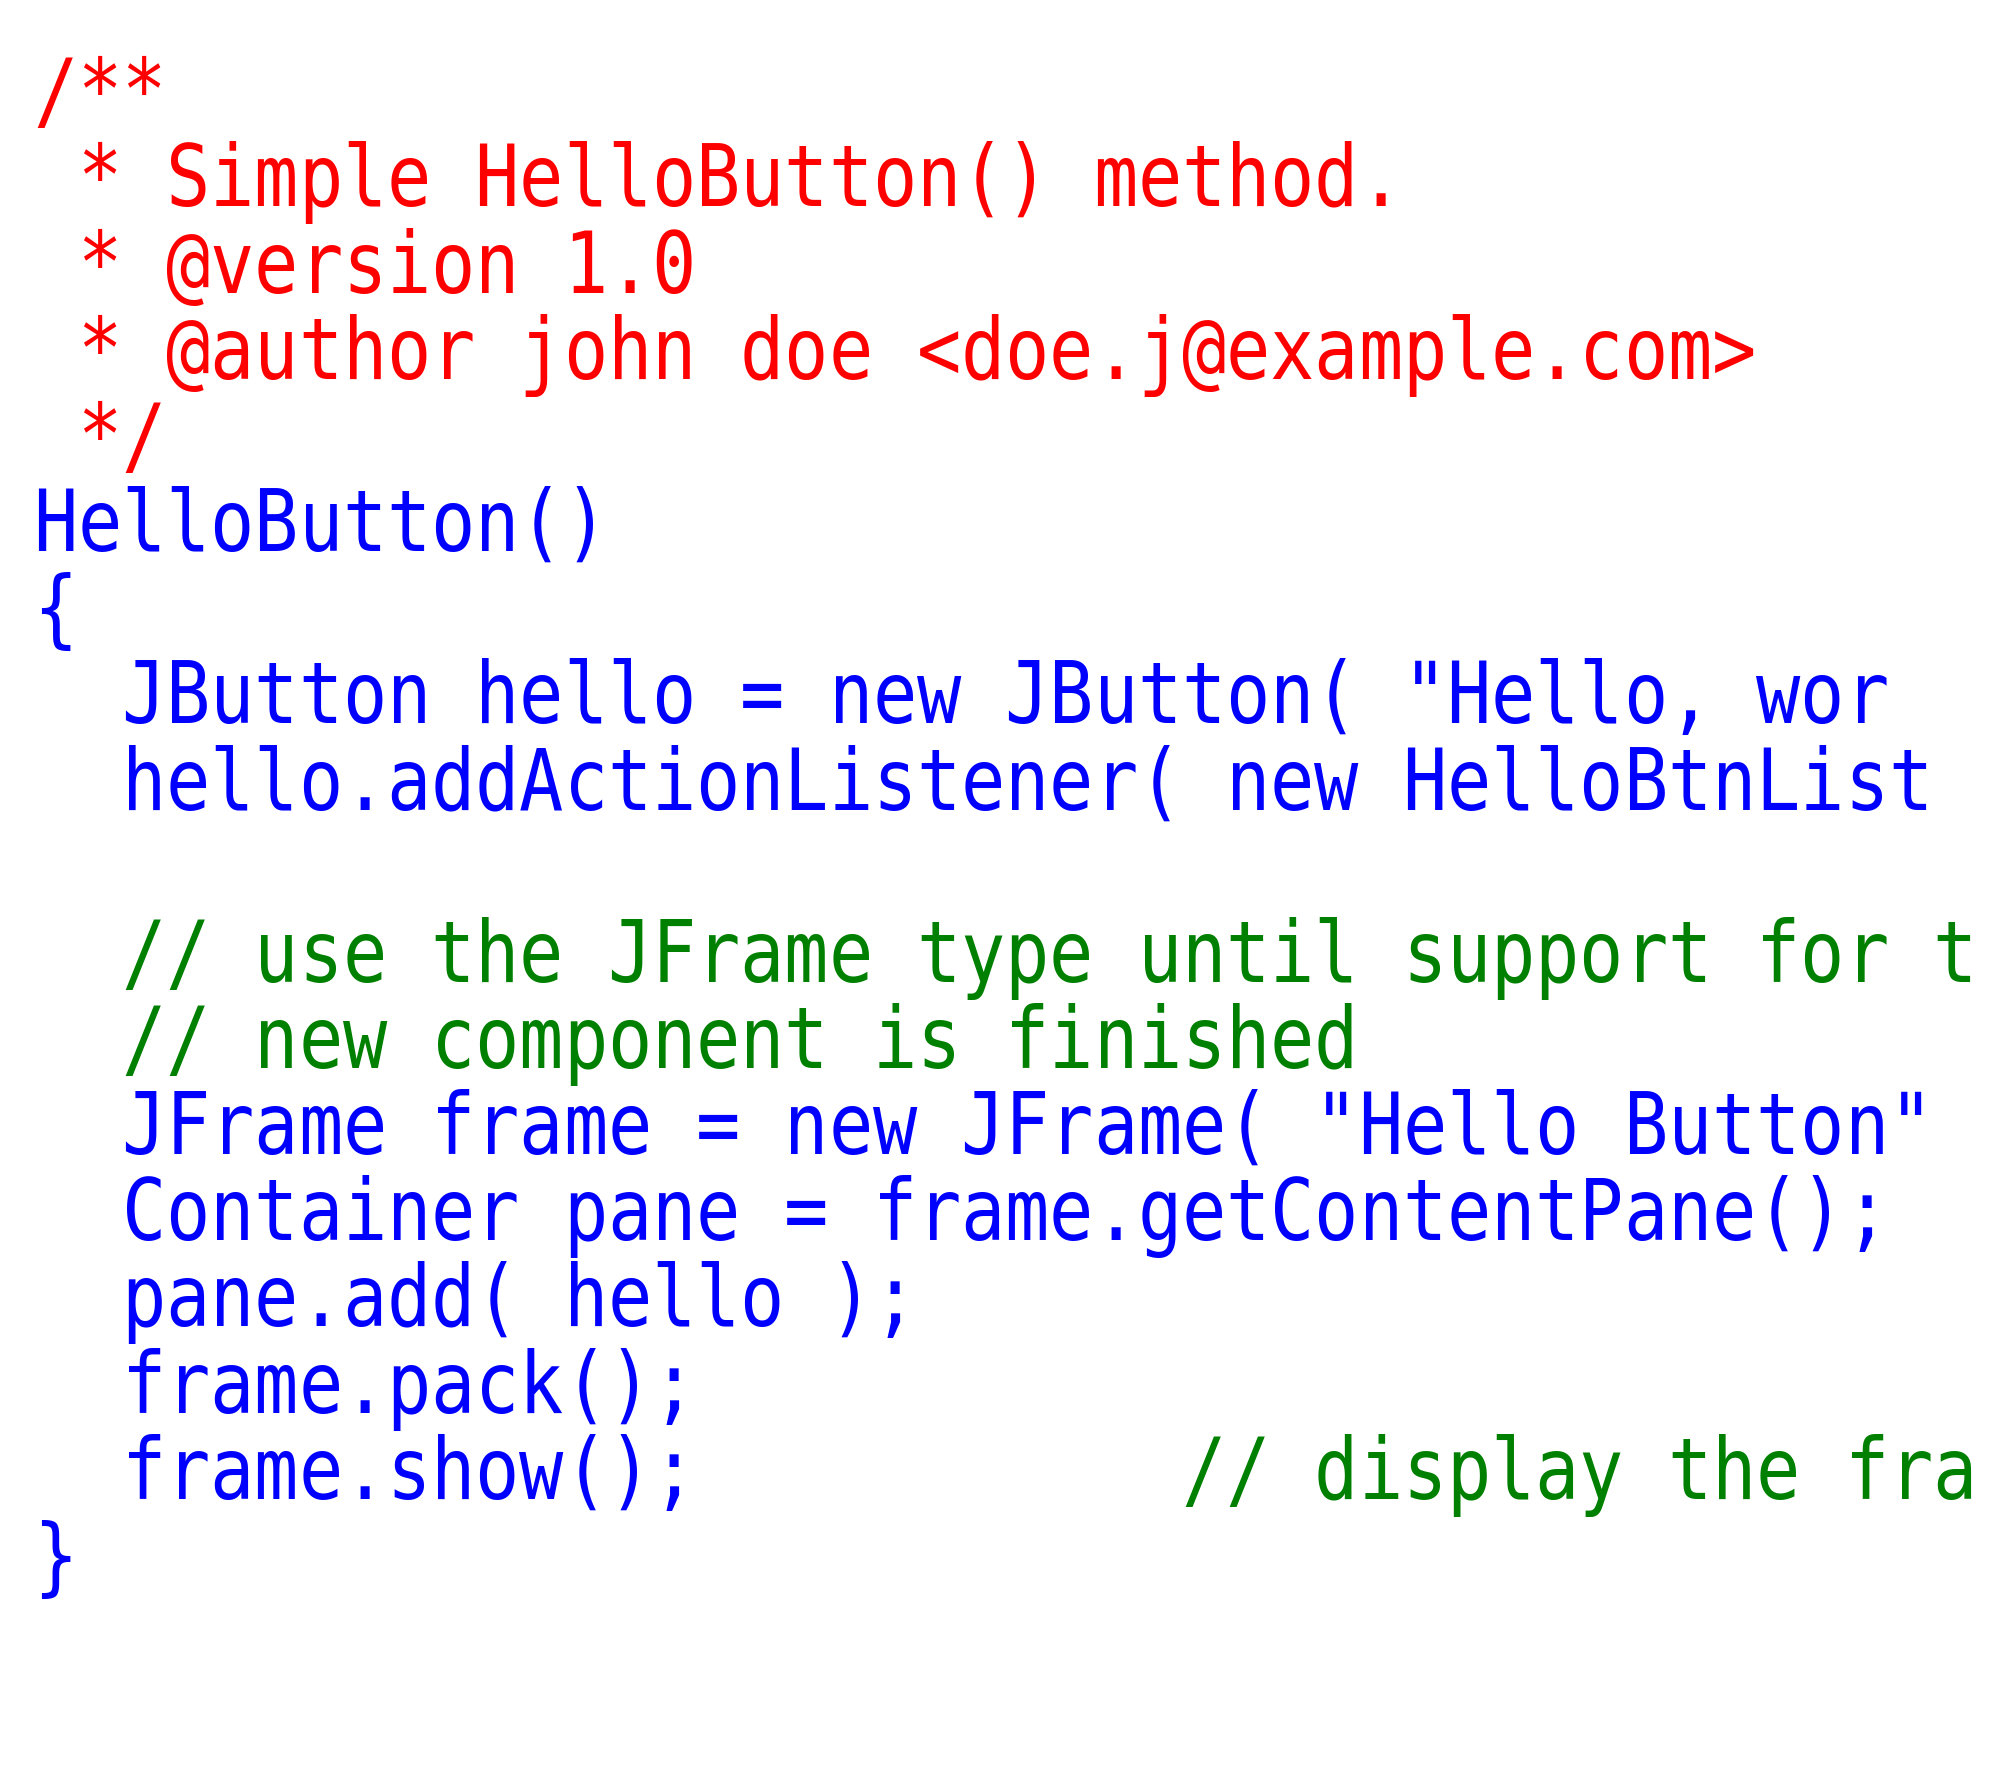 /**
 * Simple HelloButton() method.
 * @version 1.0
 * @author john doe <doe.j@example.com>
 */
HelloButton()
{
  JButton hello = new JButton( "Hello, wor
  hello.addActionListener( new HelloBtnList

  // use the JFrame type until support for t
  // new component is finished
  JFrame frame = new JFrame( "Hello Button"
  Container pane = frame.getContentPane();
  pane.add( hello );
  frame.pack();
  frame.show();           // display the fra
}